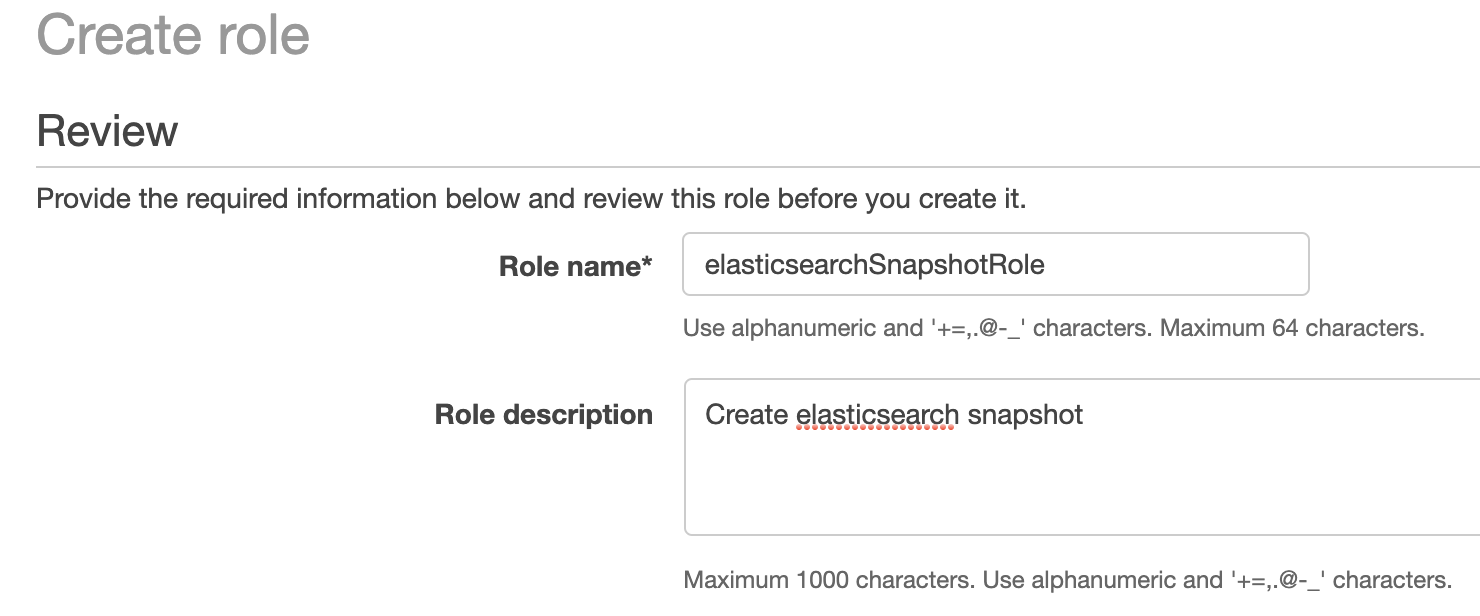 Create role
Review
Provide the required information below and review this role before you create it.
Role name* elasticsearchSnapshotRole
Use alphanumeric and '+=,.@-_' characters. Maximum 64 characters.
Role description Create elasticsearch snapshot
Maximum 1000 characters. Use alphanumeric and '+=,.@-_' characters.